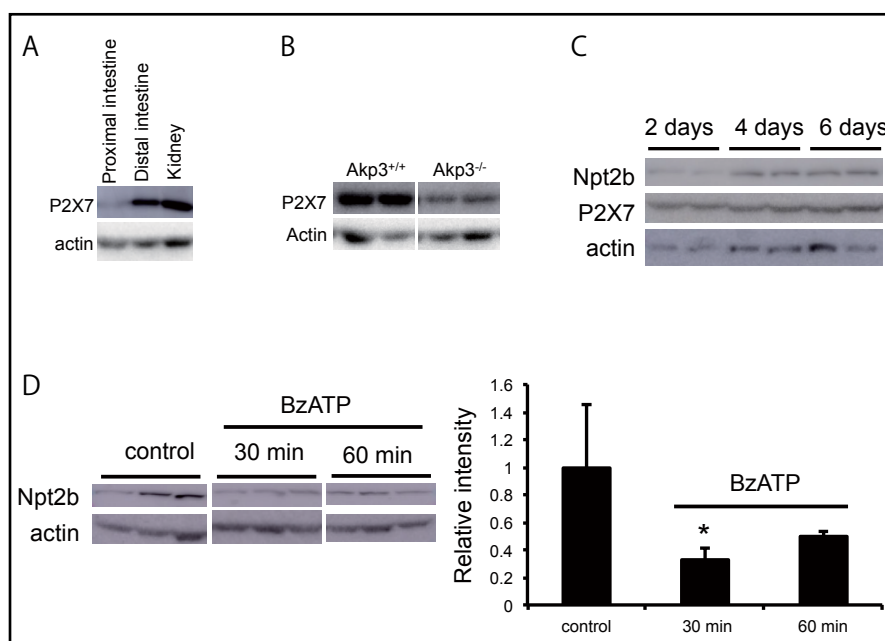 A
Proximal intestine
Distal intestine
Kidney
P2X7
actin
B
Akp3+/+ Akp3-/-
P2X7
Actin
C
2 days 4 days 6 days
Npt2b
P2X7
actin
D
BzATP
control 30 min 60 min
Npt2b
actin
Relative intensity
1.6
1.4
1.2
1
0.8
0.6
0.4
0.2
0
BzATP
*
control 30 min 60 min